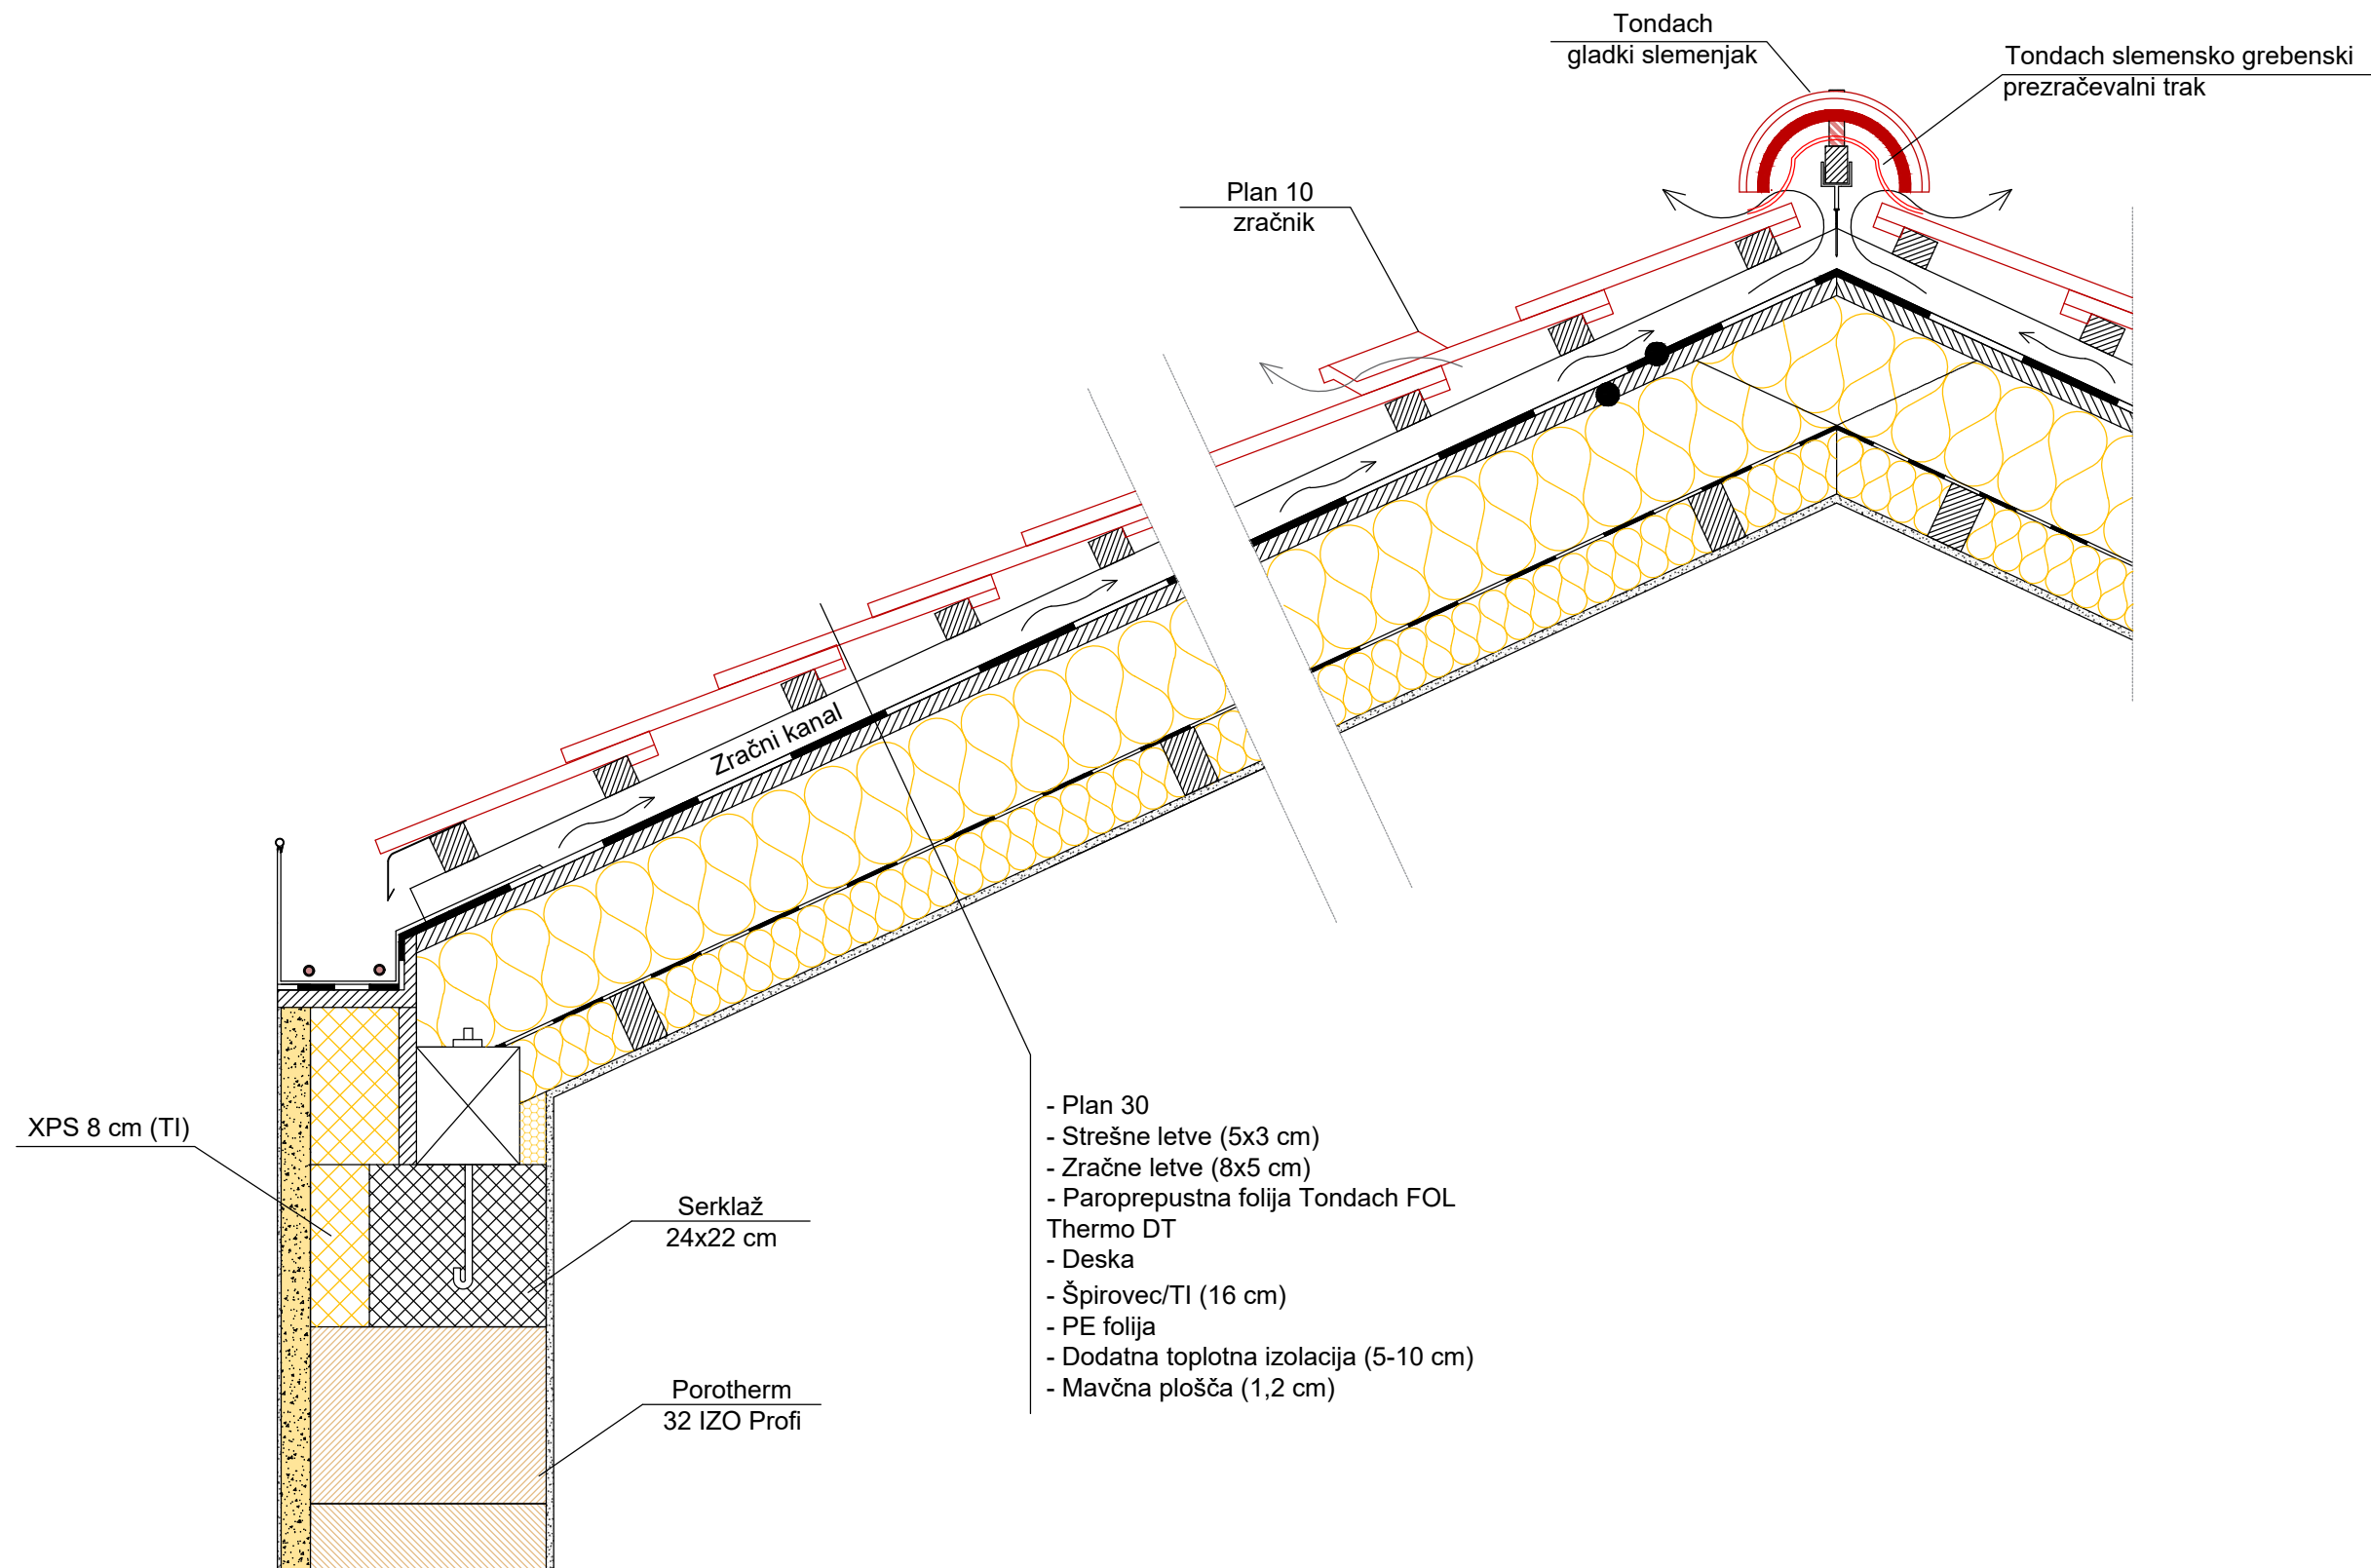 Tondach
gladki slemenjak
Tondach slemensko grebenski
prezračevalni trak
Plan 10
zračnik
Zračni kanal
XPS 8 cm (TI)
Serklaž
24x22 cm
Porotherm
32 IZO Profi
- Plan 30
- Strešne letve (5x3 cm)
- Zračne letve (8x5 cm)
- Paroprepustna folija Tondach FOL
Thermo DT
- Deska
- Špirovec/TI (16 cm)
- PE folija
- Dodatna toplotna izolacija (5-10 cm)
- Mavčna plošča (1,2 cm)